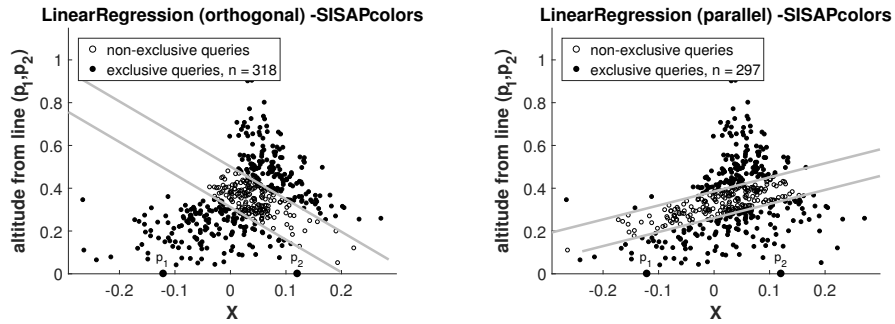 LinearRegression (orthogonal) -SISAPcolors
altitude from line (p1,p2)
1
0.8
0.6
0.4
0.2
0
non-exclusive queries
exclusive queries, n = 318
p1
p2
-0.2
-0.1
0
0.1
0.2
X
LinearRegression (parallel) -SISAPcolors
altitude from line (p1,p2)
1
0.8
0.6
0.4
0.2
0
non-exclusive queries
exclusive queries, n = 297
p1
p2
-0.2
-0.1
0
0.1
0.2
X